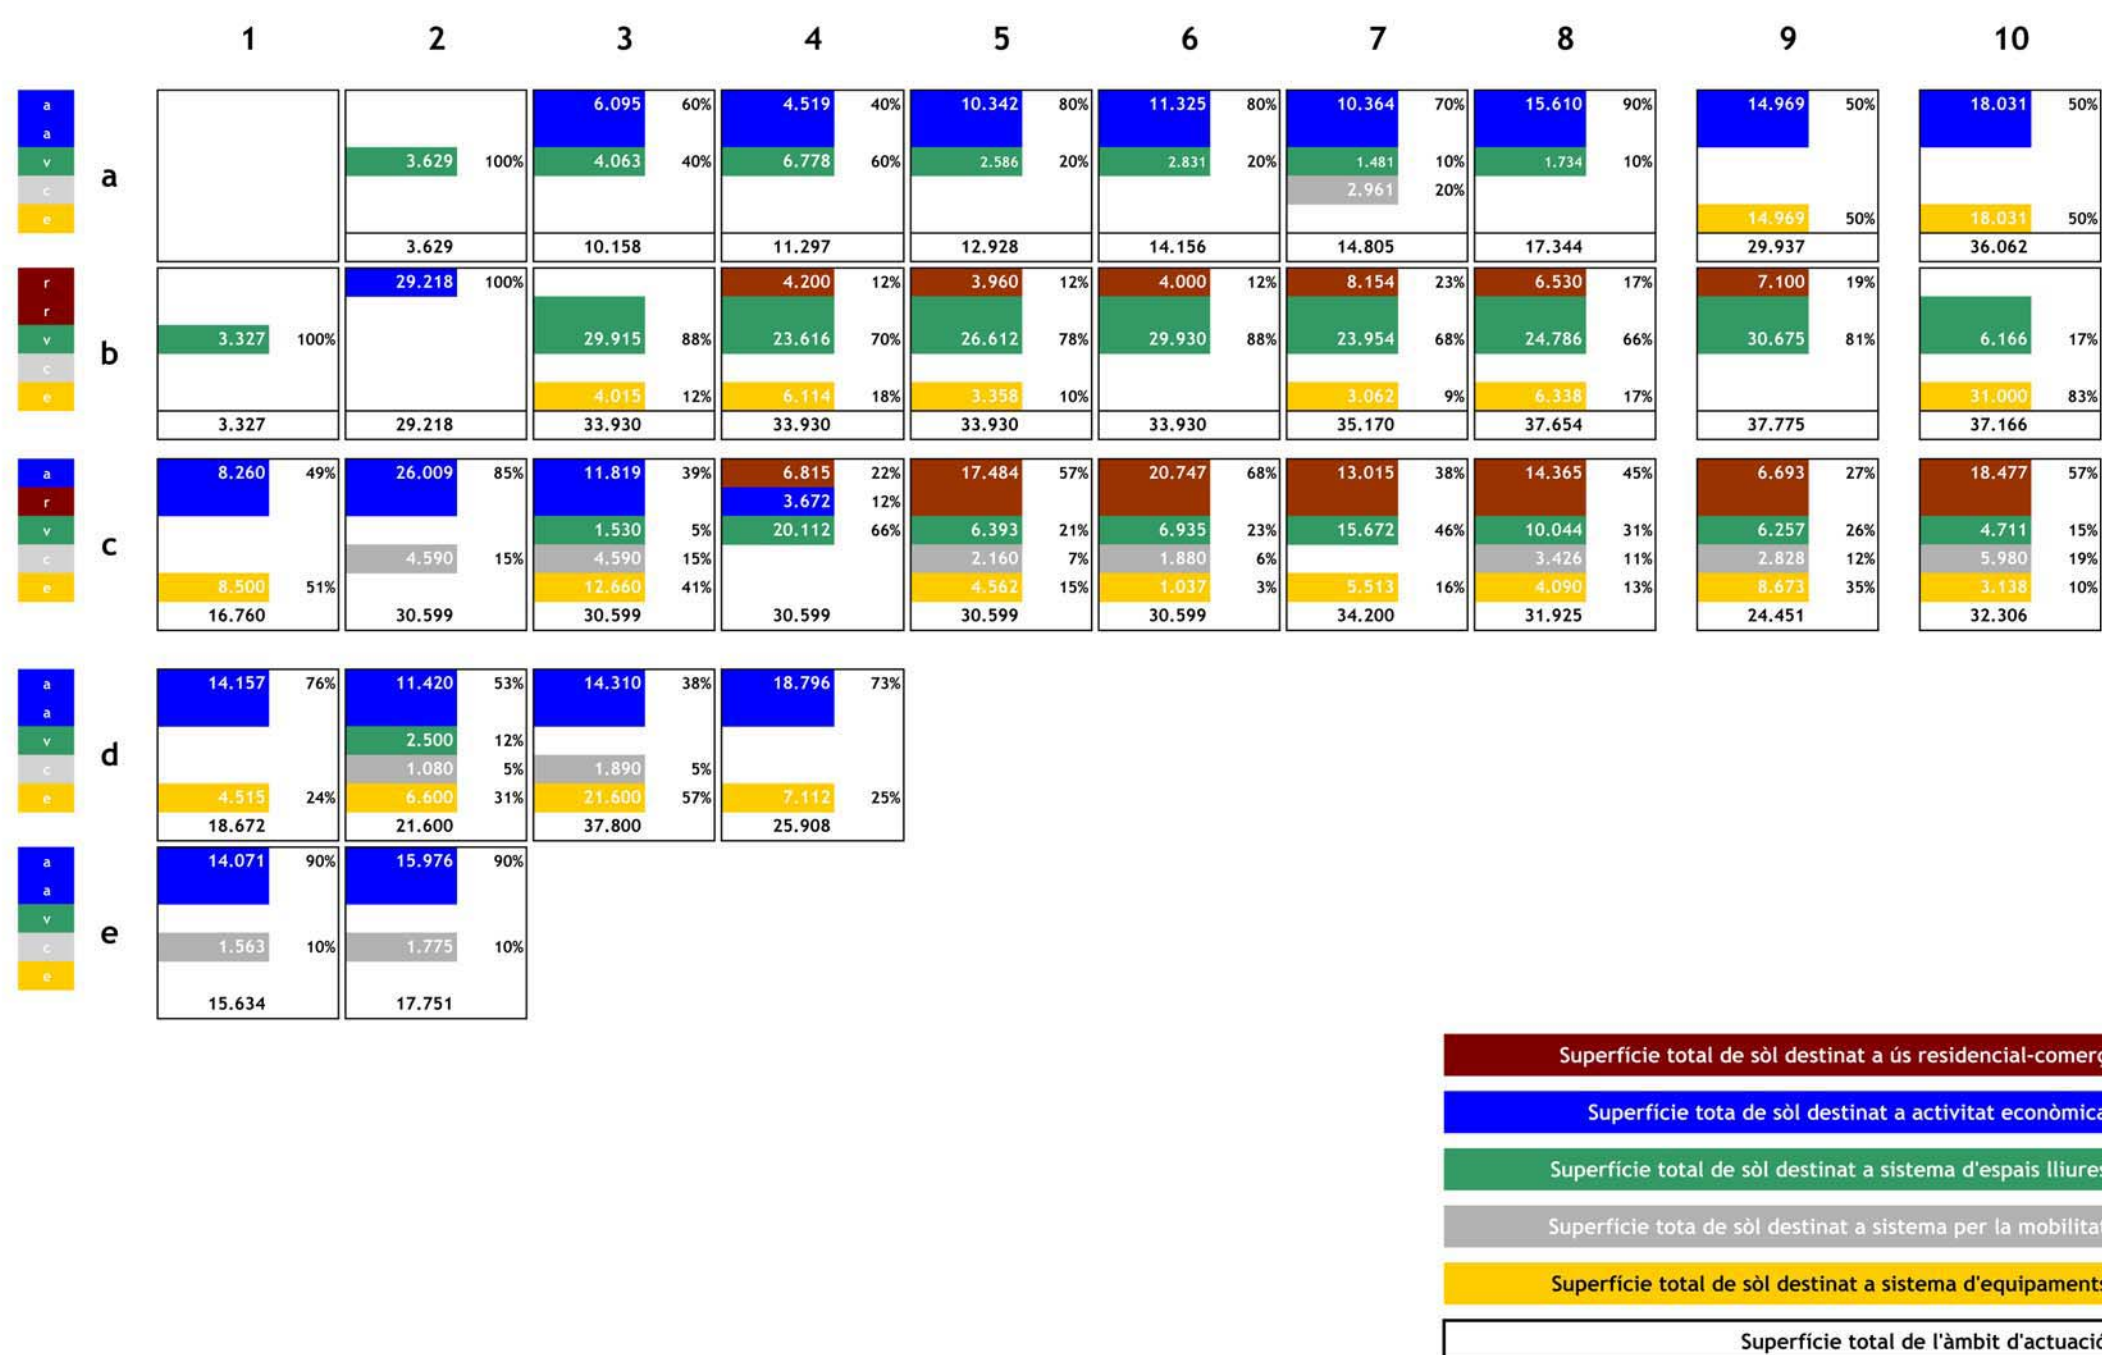 1 2 3 4 5 6 7 8 9 10
a 6.095 60% 4.519 40% 10.342 80% 11.325 80% 10.364 70% 15.610 90% 14.969 50% 18.031 50%
a
v 3.629 100% 4.063 40% 6.778 60% 2.586 20% 2.831 20% 1.481 10% 1.734 10%
a
c 2.961 20%
e 14.969 50% 18.031 50%
3.629 10.158 11.297 12.928 14.156 14.805 17.344 29.937 36.062
r 29.218 100% 4.200 12% 3.960 12% 4.000 12% 8.154 23% 6.530 17% 7.100 19%
r
v 3.327 100% 29.915 88% 23.616 70% 26.612 78% 29.930 88% 23.954 68% 24.786 66% 30.675 81% 6.166 17%
b
c
e 4.015 12% 6.114 18% 3.358 10% 3.062 9% 6.338 17% 31.000 83%
3.327 29.218 33.930 33.930 33.930 33.930 35.170 37.654 37.775 37.166
a 8.260 49% 26.009 85% 11.819 39% 6.815 22% 17.484 57% 20.747 68% 13.015 38% 14.365 45% 6.693 27% 18.477 57%
r 3.672 12%
v 1.530 5% 20.112 66% 6.393 21% 6.935 23% 15.672 46% 10.044 31% 6.257 26% 4.711 15%
c
c 4.590 15% 4.590 15% 2.160 7% 1.880 6% 3.426 11% 2.828 12% 5.980 19%
e 8.500 51% 12.660 41% 4.562 15% 1.037 3% 5.513 16% 4.090 13% 8.673 35% 3.138 10%
16.760 30.599 30.599 30.599 30.599 30.599 34.200 31.925 24.451 32.306
a 14.157 76% 11.420 53% 14.310 38% 18.796 73%
a
v 2.500 12%
d
c 1.080 5% 1.890 5%
e 4.515 24% 6.600 31% 21.600 57% 7.112 25%
18.672 21.600 37.800 25.908
a 14.071 90% 15.976 90%
a
v
e
c 1.563 10% 1.775 10%
e
15.634 17.751
Superfície total de sòl destinat a ús residencial-comerç
Superfície tota de sòl destinat a activitat econòmica
Superfície total de sòl destinat a sistema d'espais lliures
Superfície tota de sòl destinat a sistema per la mobilitat
Superfície total de sòl destinat a sistema d'equipaments
Superfície total de l'àmbit d'actuació